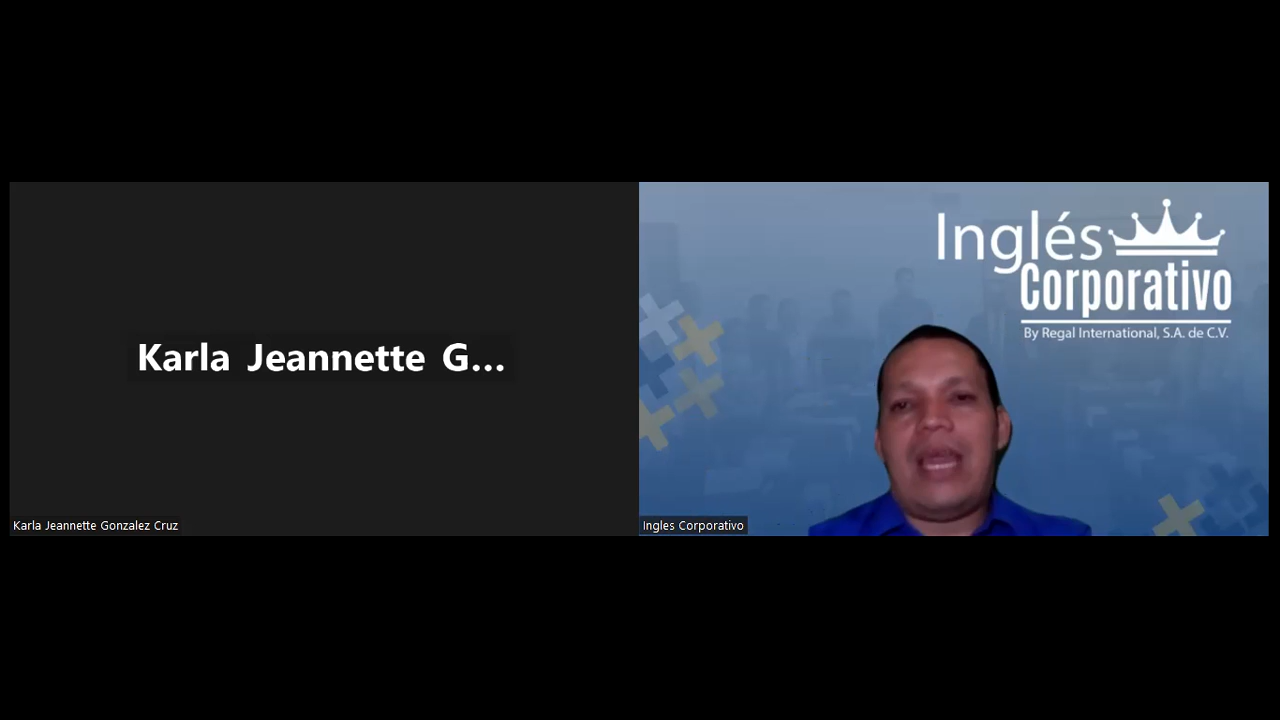 Karla Jeannette G...
Karla Jeannette Gonzalez Cruz
Inglés
Corporativo
By Regal International, S.A. de C.V.
Ingles Corporativo